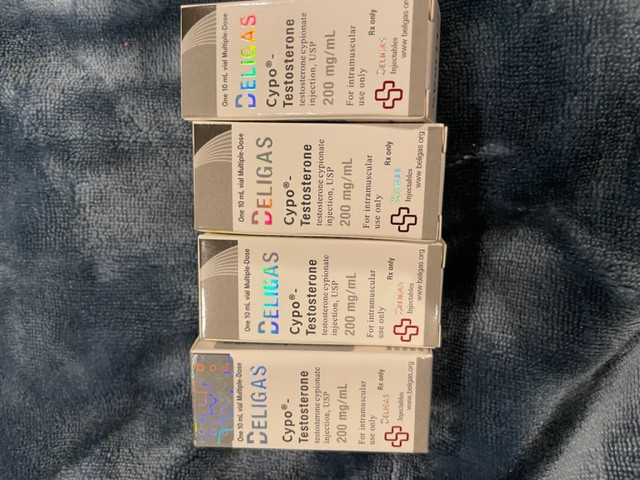 One 10 mL vial Multiple-Dose
DELIGAS
Cypo®-
Testosterone
testosterone cypionate
injection, USP
200 mg/mL
For intramuscular
use only
Rx only
DELIGAS
Injectables
www.beligas.org
One 10 mL vial Multiple-Dose
DELIGAS
Cypo®-
Testosterone
testosterone cypionate
injection, USP
200 mg/mL
For intramuscular
use only
Rx only
Injectables
www.beligas.org
One 10 mL vial Multiple-Dose
DELIGAS
Cypo®-
Testosterone
testosterone cypionate
injection, USP
200 mg/mL
For intramuscular
use only
Rx only
DELIGAS
Injectables
www.beligas.org
One 10 mL vial Multiple-Dose
DELIGAS
Cypo®-
Testosterone
testosterone cypionate
injection, USP
200 mg/mL
For intramuscular
use only
Rx only
DELIGAS
Injectables
www.beligas.org